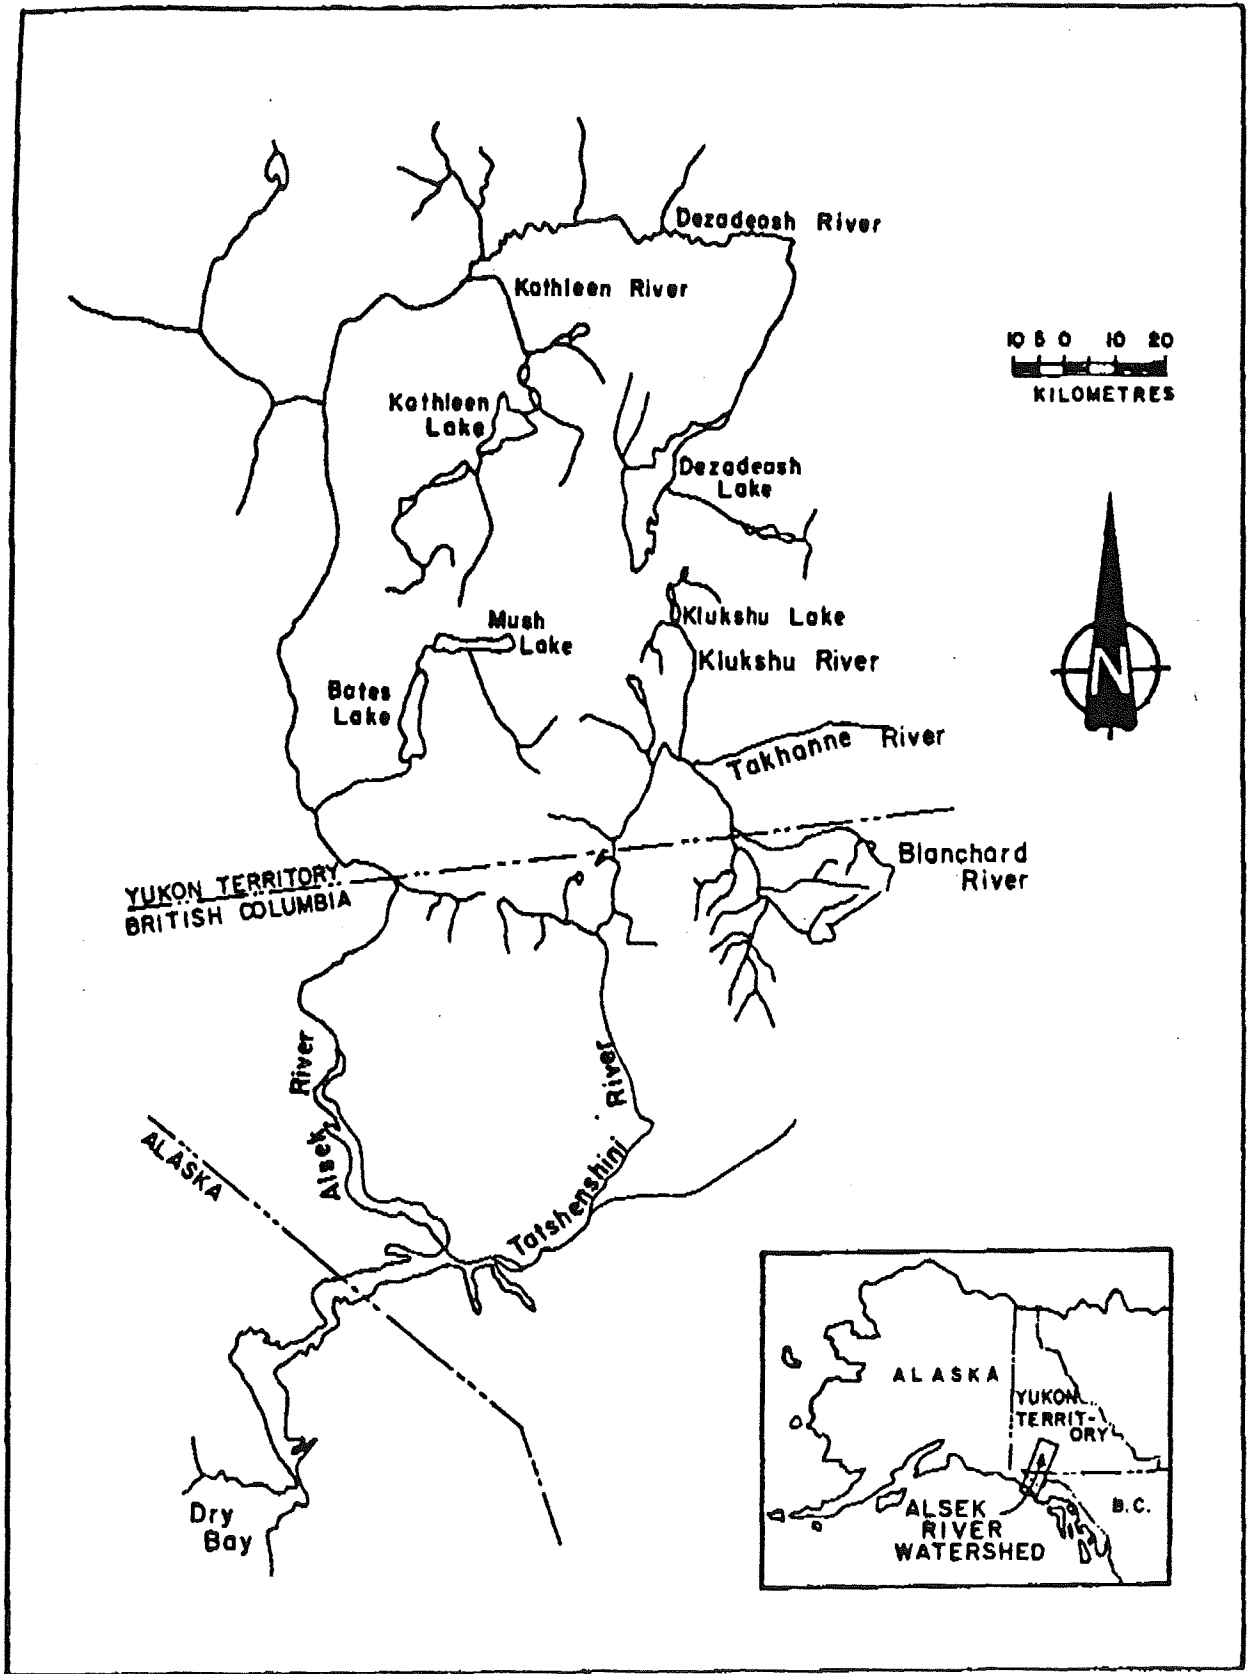 Dezadeash River
Kathleen River
10 5 0 10 20
KILOMETRES
Kathleen
Lake
Dezadeash
Lake
N
Mush
Lake
Klukshu Lake
Klukshu River
Bates
Lake
Takhanne River
Blanchard
River
YUKON TERRITORY
BRITISH COLUMBIA
Alsek River
Tatshenshini River
ALASKA
Dry
Bay
ALASKA
YUKON
TERRIT-
ORY
B.C.
ALSEK
RIVER
WATERSHED